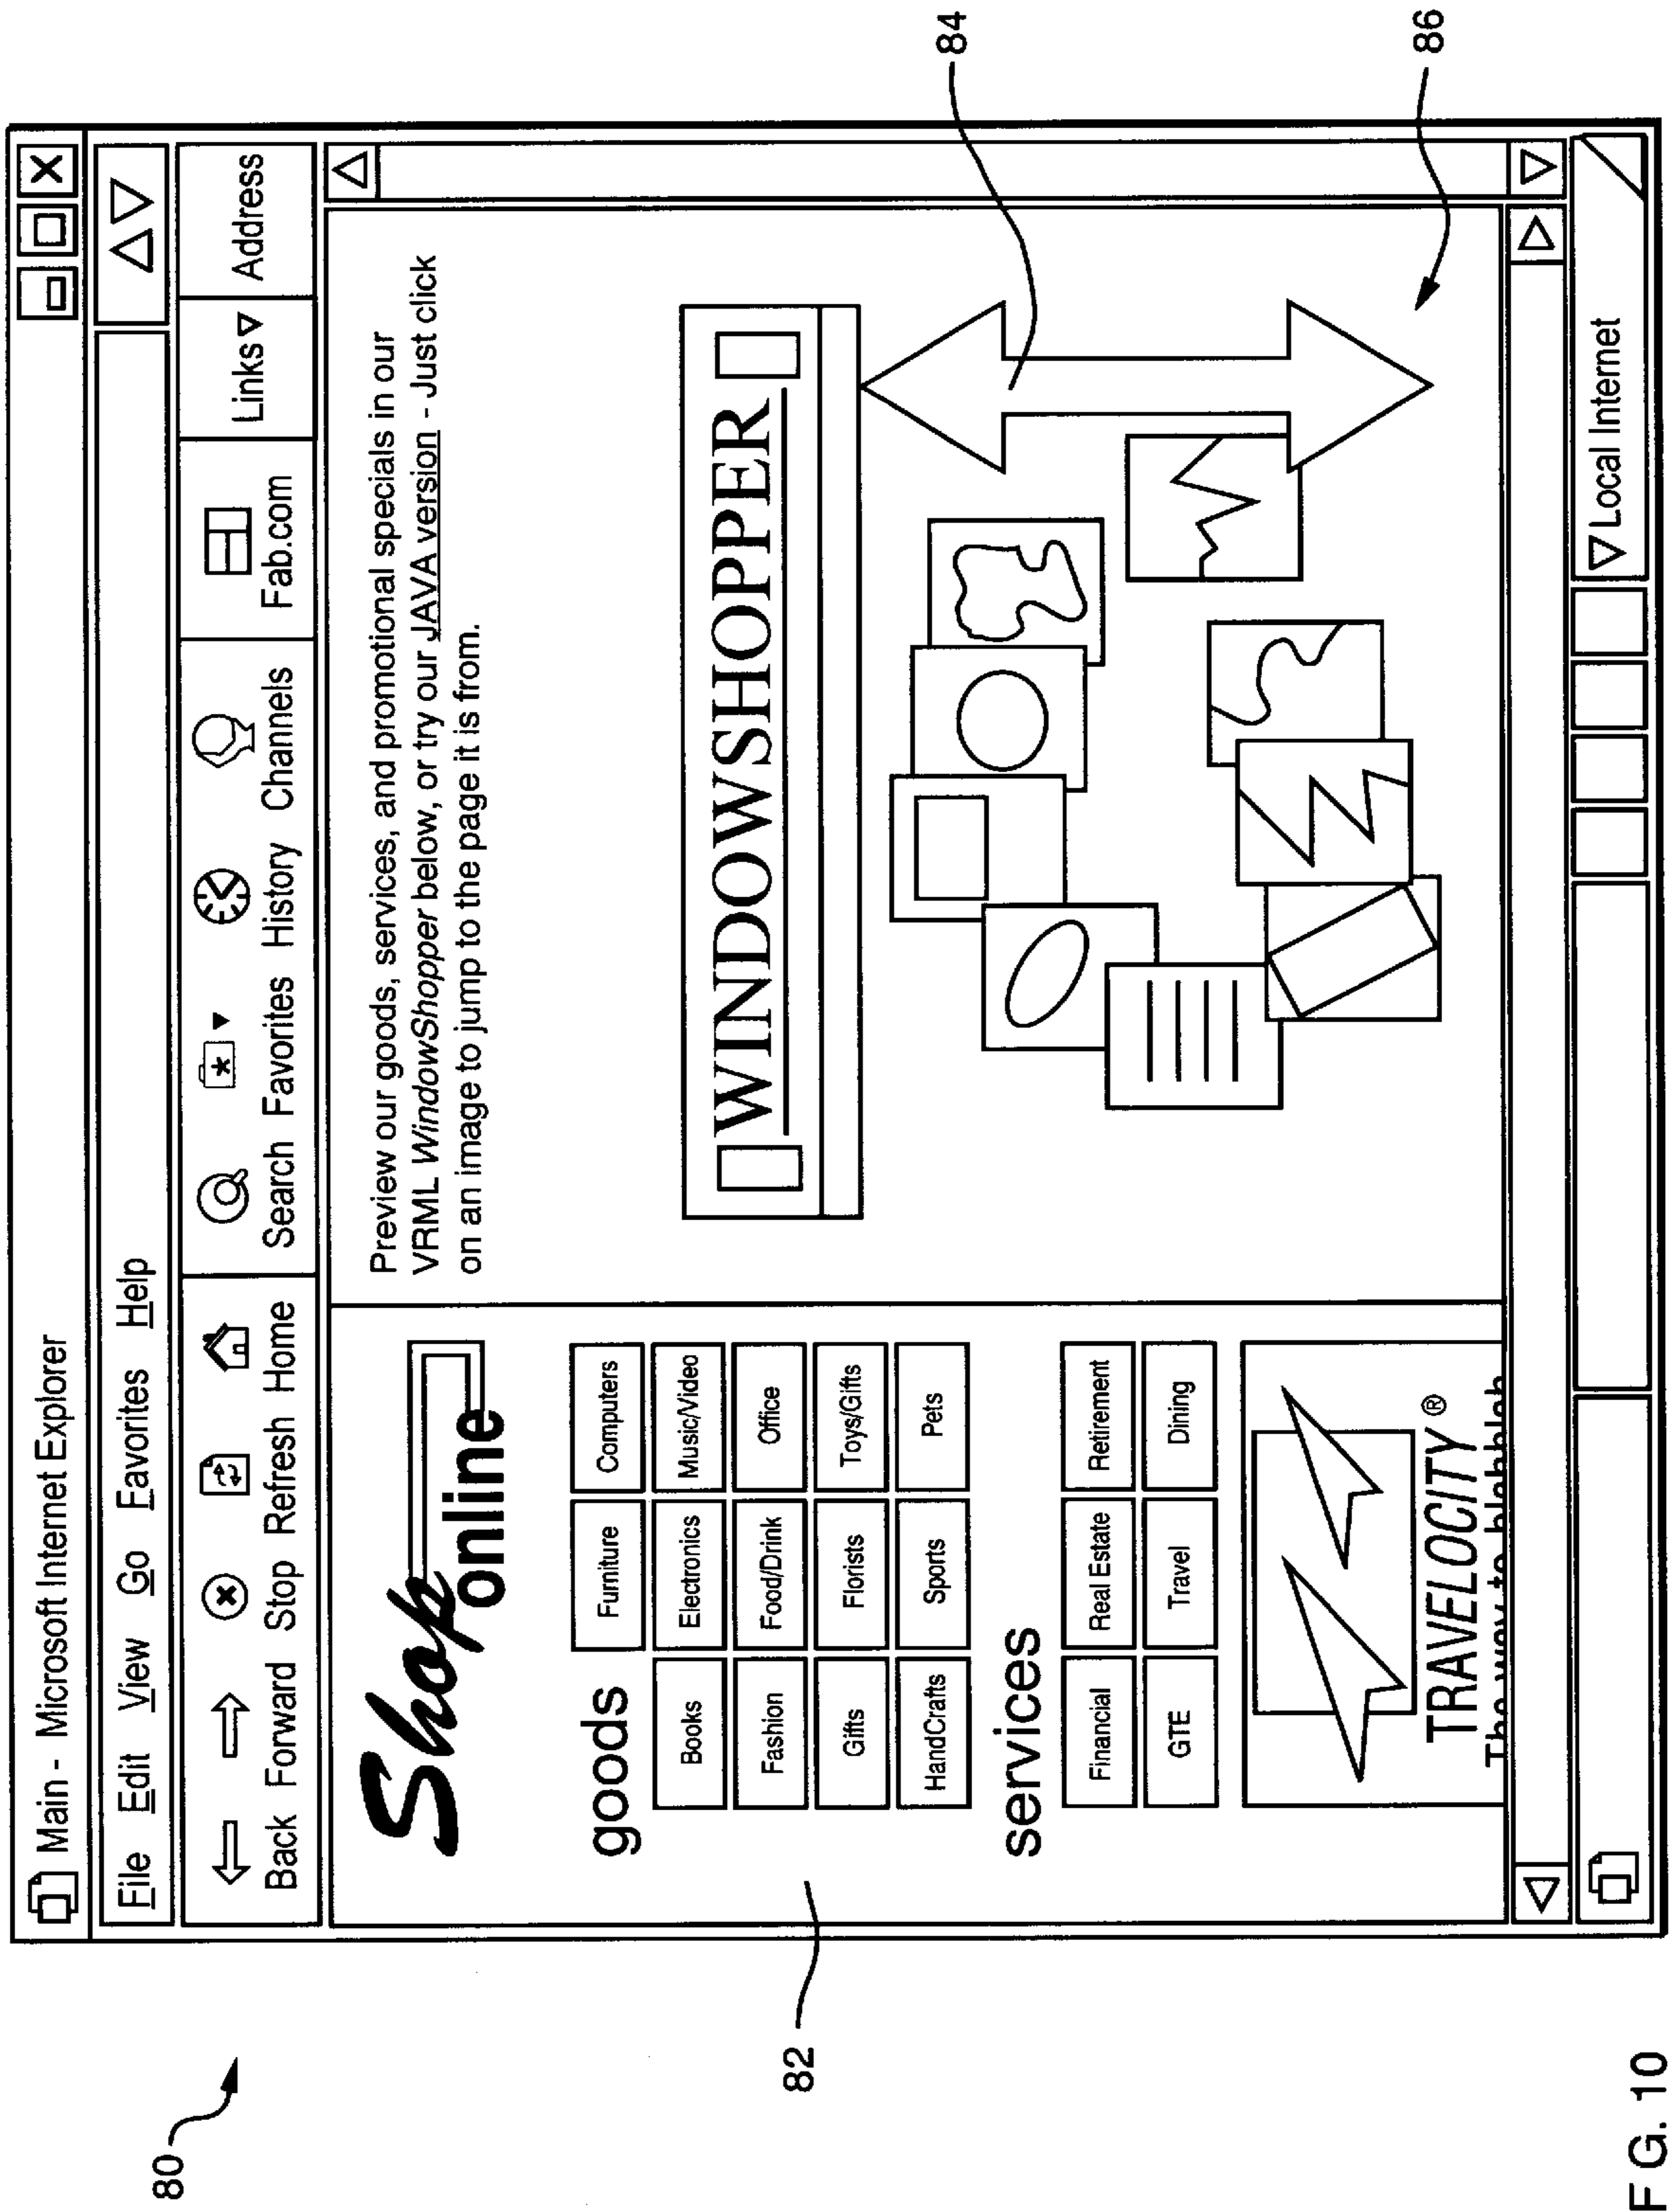 80
Main - Microsoft Internet Explorer
File Edit View Go Favorites Help
Back Forward Stop Refresh Home Search Favorites History Channels Fab.com Links Address
Shop
online
goods
Furniture Computers
Books Electronics Music/Video
Fashion Food/Drink Office
Gifts Florists Toys/Gifts
HandCrafts Sports Pets
services
Financial Real Estate Retirement
GTE Travel Dining
TRAVELOCITY ®
The way to blahblah
82
Preview our goods, services, and promotional specials in our
VRML WindowShopper below, or try our JAVA version - Just click
on an image to jump to the page it is from.
WINDOWSHOPPER
84
86
Local Internet
F G. 10